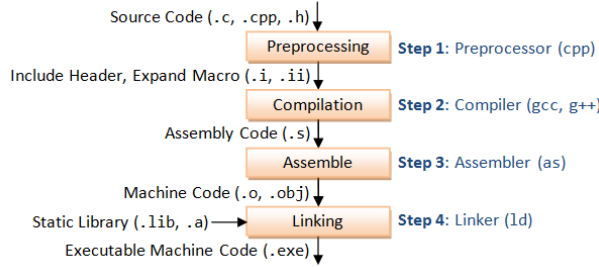 Source Code (.c, .cpp, .h)
Preprocessing
Step 1: Preprocessor (cpp)
Include Header, Expand Macro (.i, .ii)
Compilation
Step 2: Compiler (gcc, g++)
Assembly Code (.s)
Assemble
Step 3: Assembler (as)
Machine Code (.o, .obj)
Static Library (.lib, .a)
Linking
Step 4: Linker (ld)
Executable Machine Code (.exe)